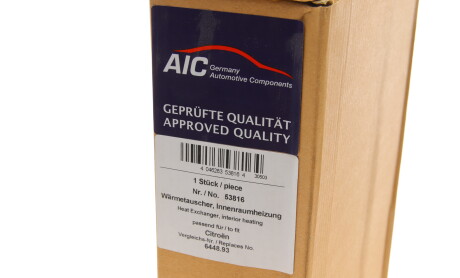 AIC Germany
Automotive Components
GEPRÜFTE QUALITÄT
APPROVED QUALITY
1 Stück / piece
Nr. / No. 53816
Wärmetauscher, Innenraumheizung
Heat Exchanger, interior heating
passend für / to fit
Citroën
Vergleichs-Nr. / Replaces No.
6448.93